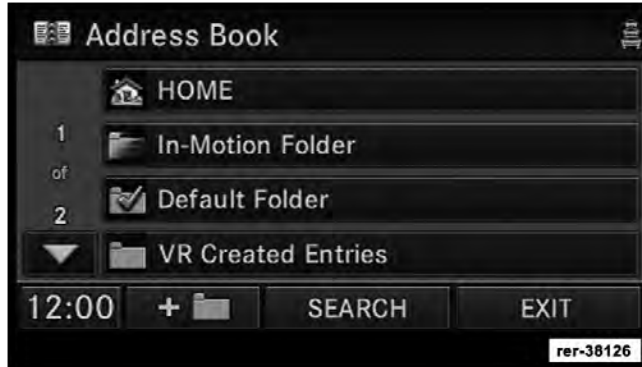 Address Book
HOME
1
of
2
In-Motion Folder
Default Folder
VR Created Entries
12:00 + SEARCH EXIT
rer-38126